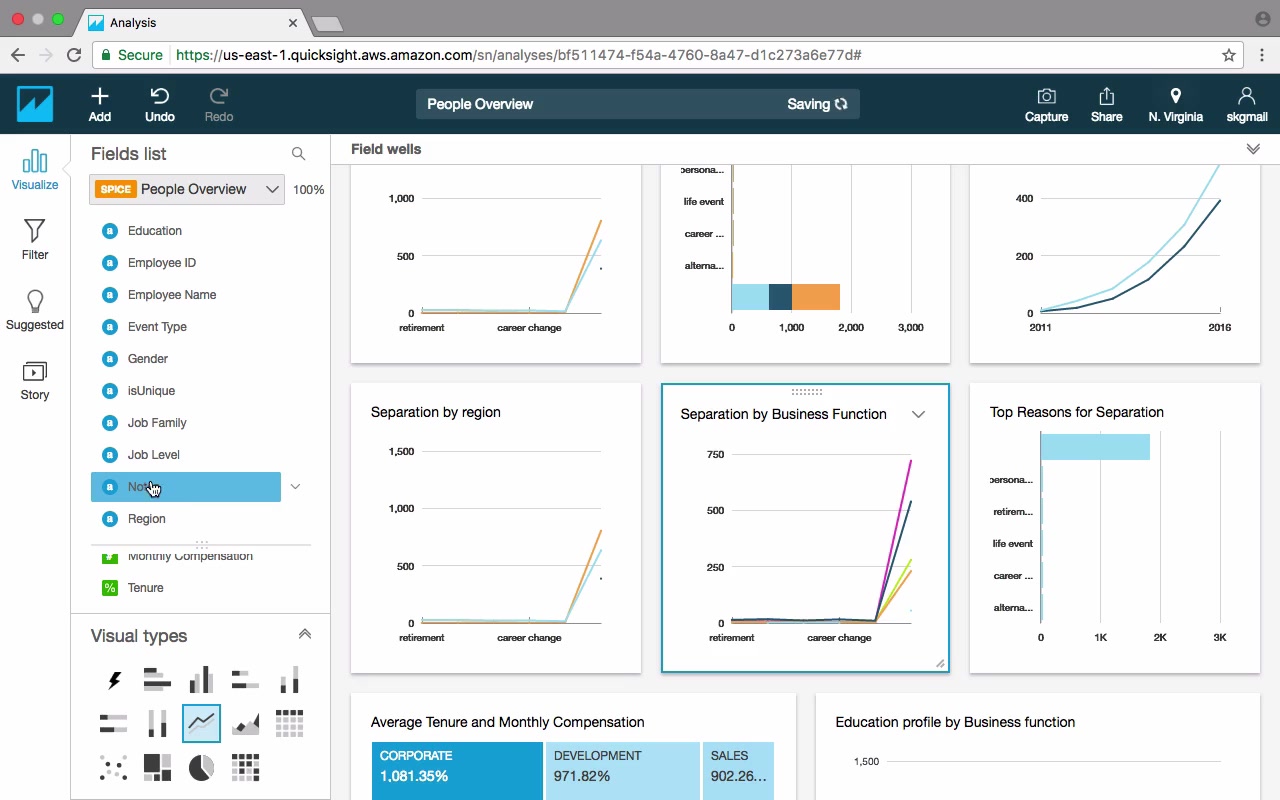 Analysis
Secure
https://us-east-1.quicksight.aws.amazon.com/sn/analyses/bf511474-f54a-4760-8a47-d1c273a6e77d#
Add
Undo
Redo
People Overview
Saving
Capture
Share
N. Virginia
skgmail
Visualize
Filter
Suggested
Story
Fields list
SPICE People Overview
100%
Education
Employee ID
Employee Name
Event Type
Gender
isUnique
Job Family
Job Level
Region
Monthly Compensation
Tenure
Visual types
Field wells
1,000
500
0
retirement
career change
persona...
life event
career ...
alterna...
0
1,000
2,000
3,000
400
200
0
2011
2016
Separation by region
1,500
1,000
500
0
retirement
career change
Separation by Business Function
750
500
250
0
retirement
career change
Top Reasons for Separation
persona...
retirem...
life event
career ...
alterna...
0
1K
2K
3K
Average Tenure and Monthly Compensation
CORPORATE
1,081.35%
DEVELOPMENT
971.82%
SALES
902.26...
Education profile by Business function
1,500